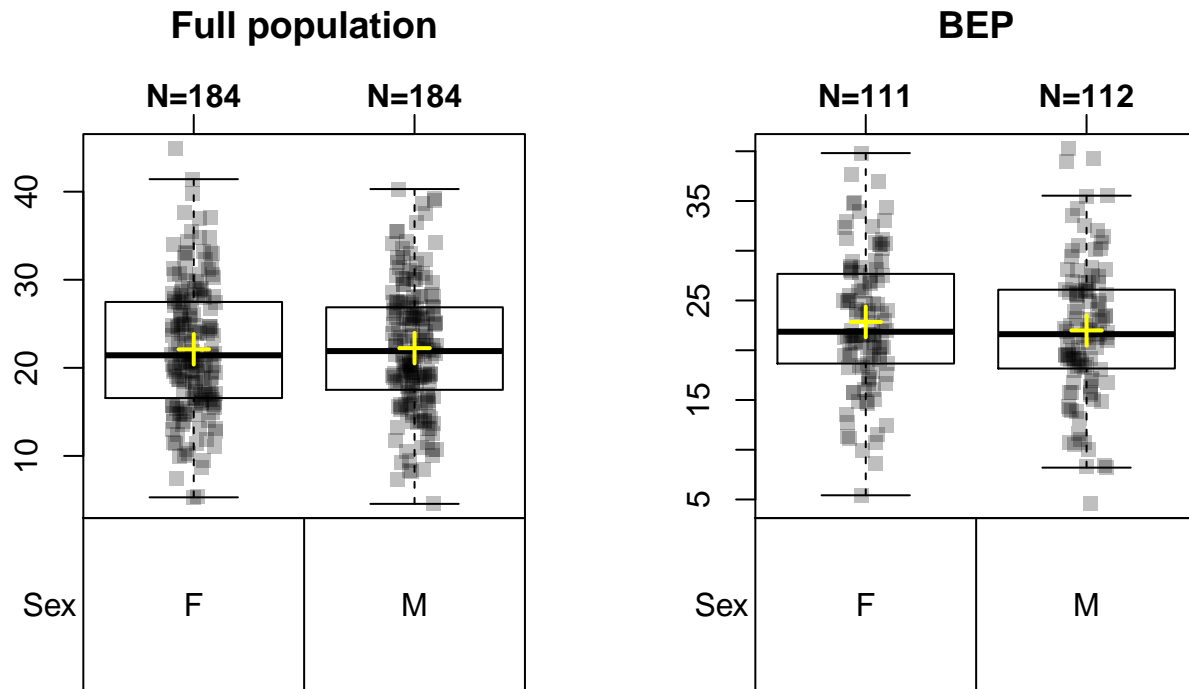 Full population
BEP
N=184
N=184
N=111
N=112
40
30
20
10
35
25
15
5
Sex
F
M
Sex
F
M